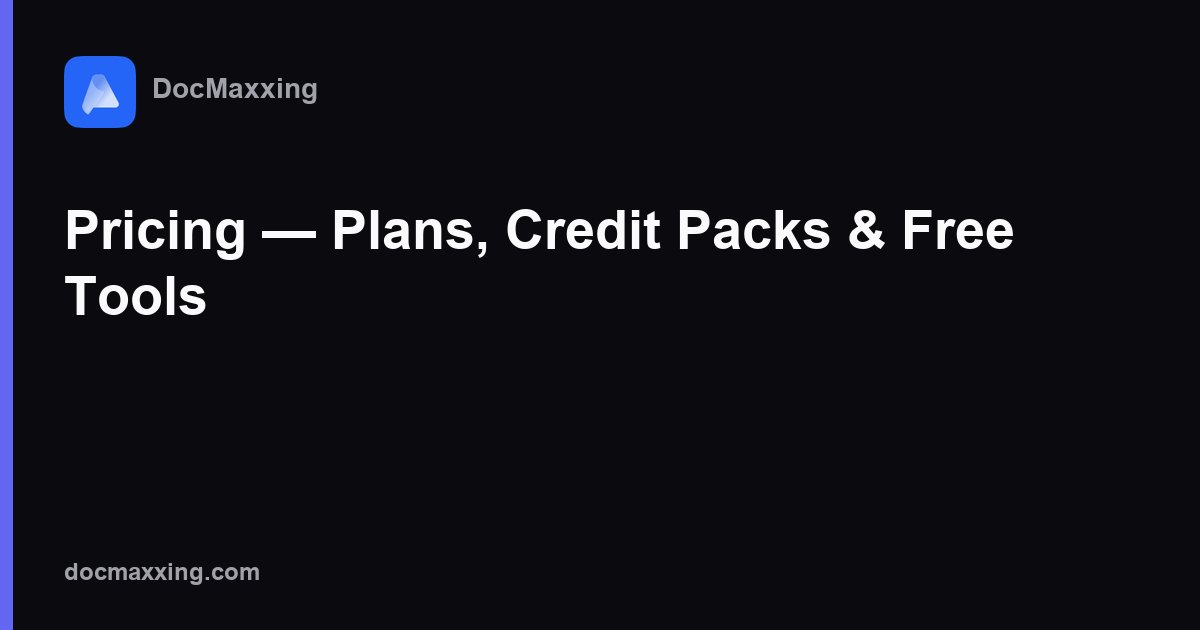 DocMaxxing
Pricing — Plans, Credit Packs & Free
Tools
docmaxxing.com